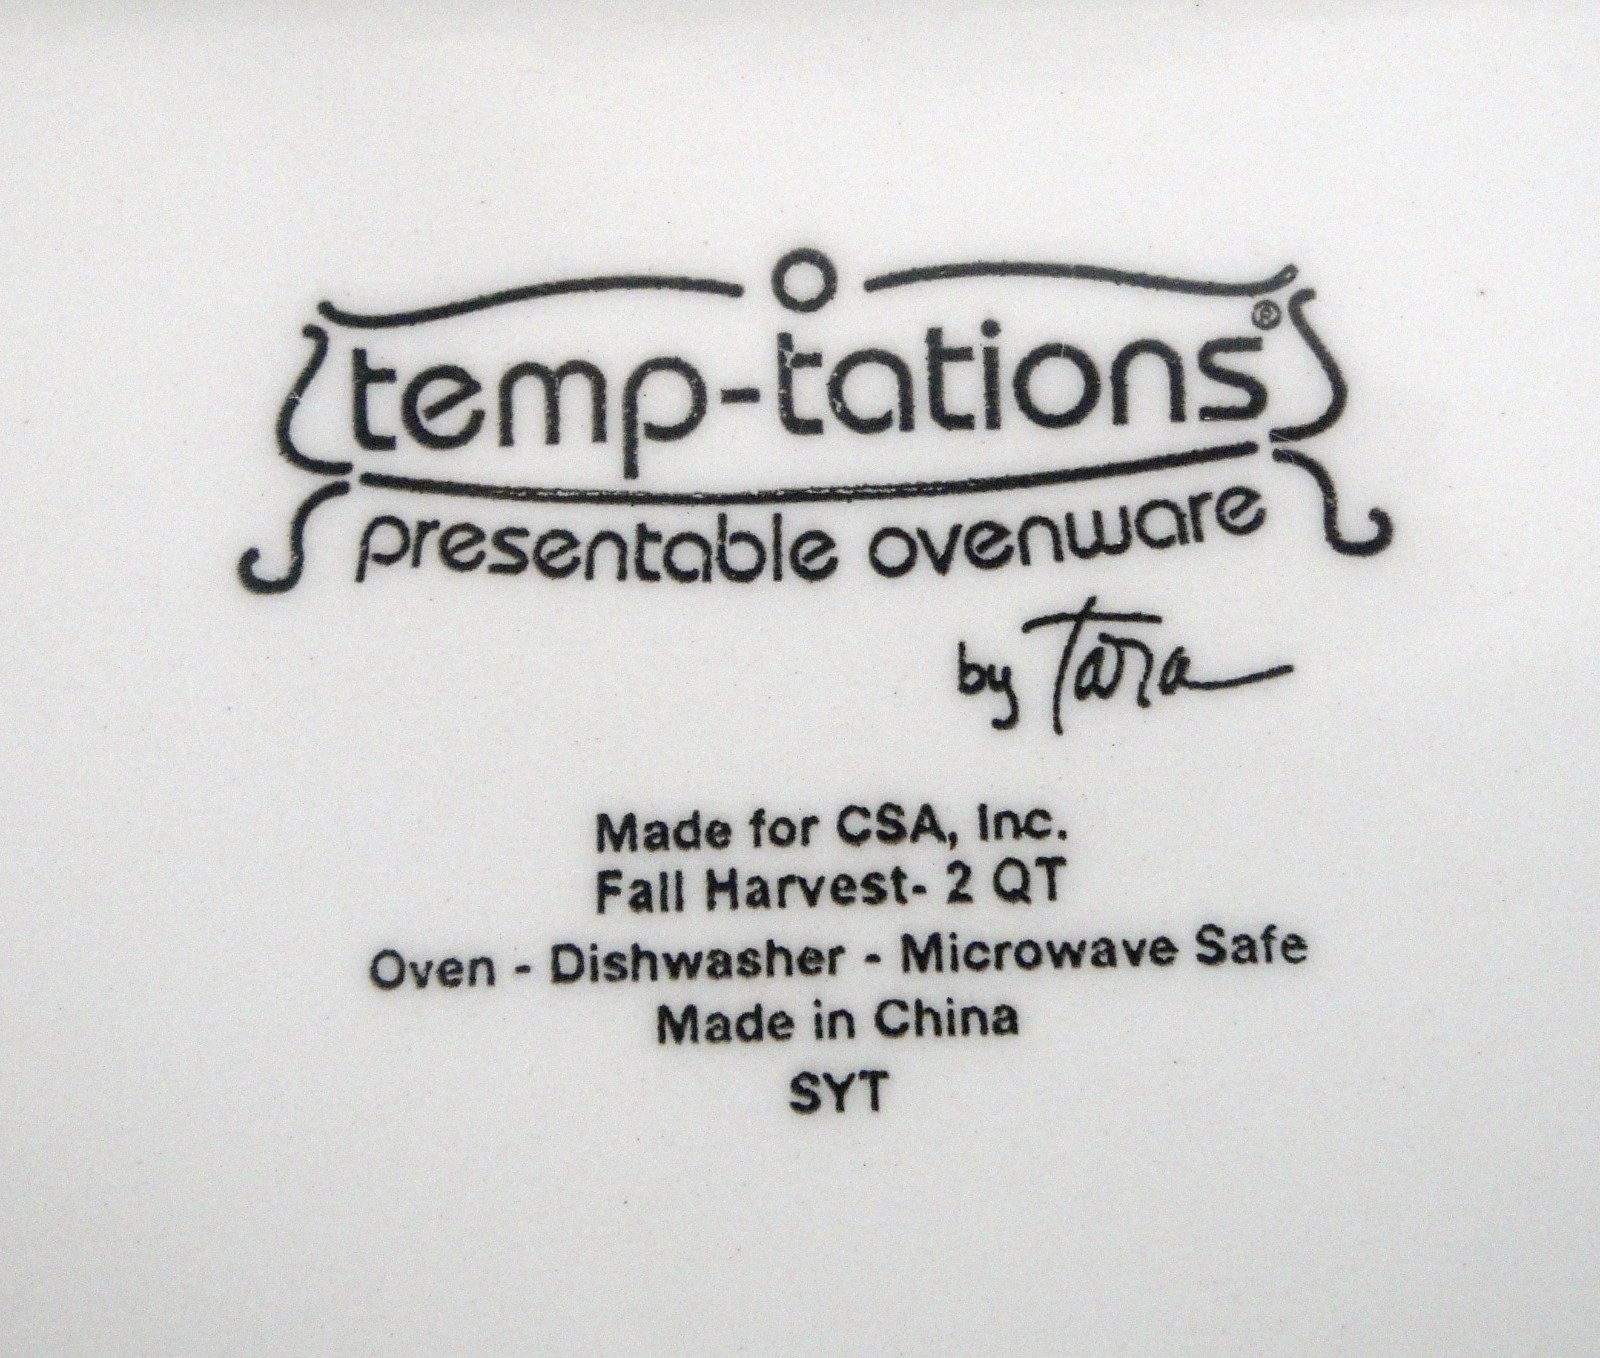 temp-tations®
presentable ovenware
by Tara
Made for CSA, Inc.
Fall Harvest- 2 QT
Oven - Dishwasher - Microwave Safe
Made in China
SYT